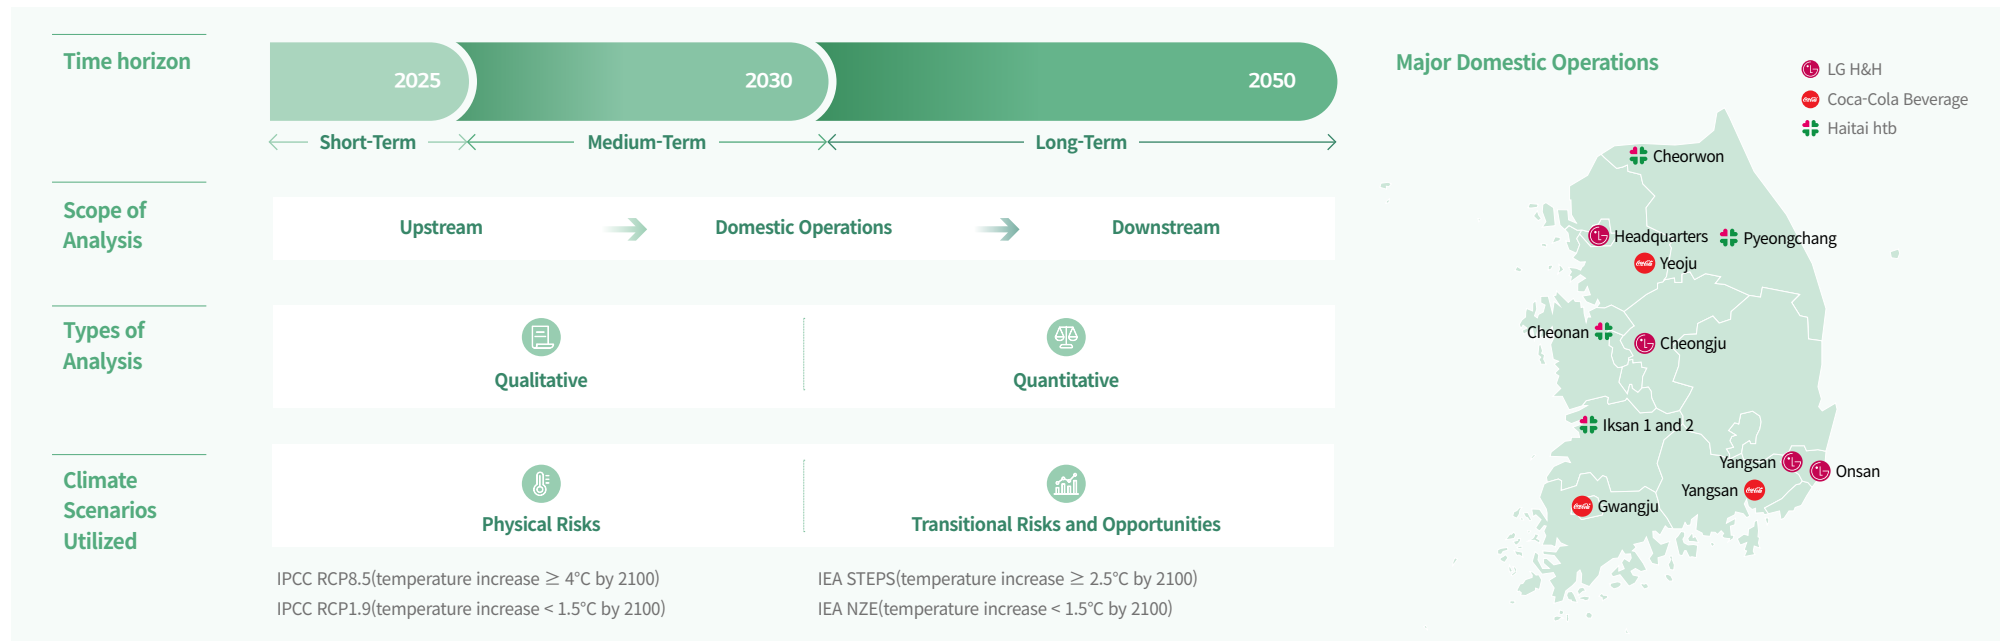 Time horizon
2025
2030
2050
Short-Term
Medium-Term
Long-Term
Scope of
Analysis
Upstream
Domestic Operations
Downstream
Types of
Analysis
Qualitative
Quantitative
Climate
Scenarios
Utilized
Physical Risks
Transitional Risks and Opportunities
IPCC RCP8.5(temperature increase ≥ 4°C by 2100)
IPCC RCP1.9(temperature increase < 1.5°C by 2100)
IEA STEPS(temperature increase ≥ 2.5°C by 2100)
IEA NZE(temperature increase < 1.5°C by 2100)
Major Domestic Operations
LG H&H
Coca-Cola Beverage
Haitai htb
Cheorwon
Headquarters
Pyeongchang
Yeoju
Cheonan
Cheongju
Iksan 1 and 2
Yangsan
Onsan
Yangsan
Gwangju